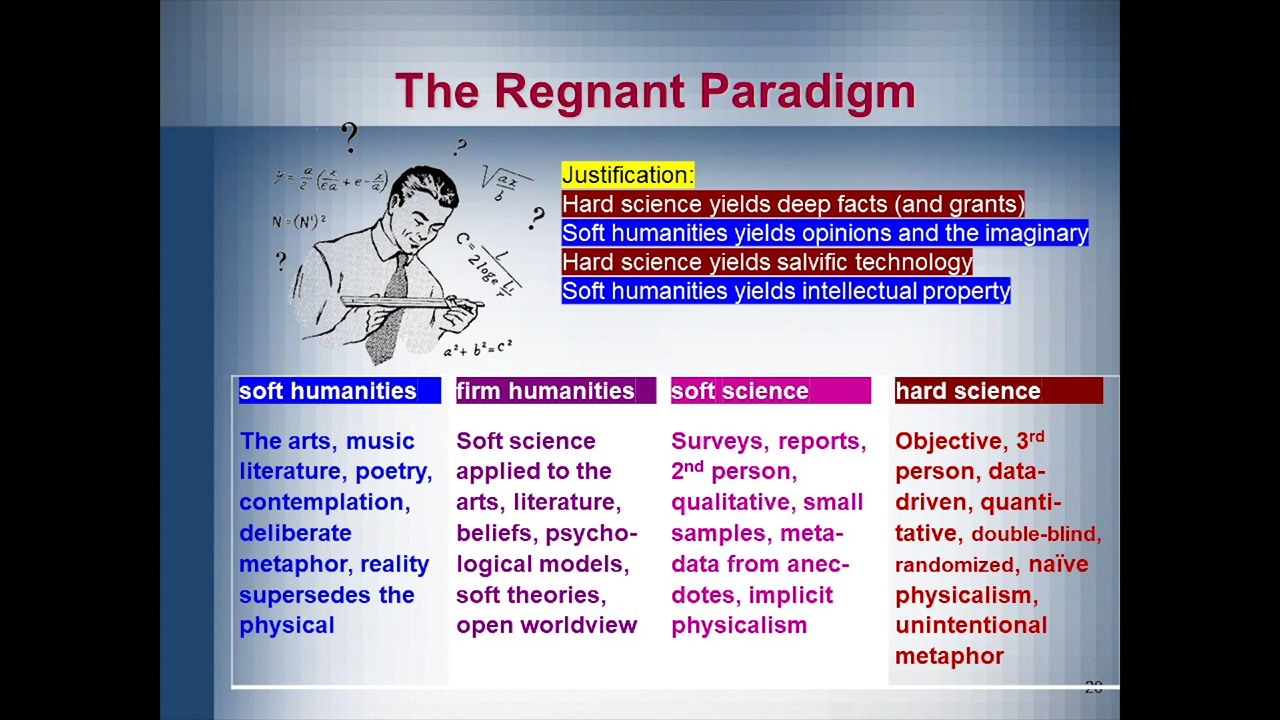 The Regnant Paradigm
?
?
?
?
N = (N')²
a² + b² = c²
Justification:
Hard science yields deep facts (and grants)
Soft humanities yields opinions and the imaginary
Hard science yields salvific technology
Soft humanities yields intellectual property
soft humanities
The arts, music
literature, poetry,
contemplation,
deliberate
metaphor, reality
supersedes the
physical
firm humanities
Soft science
applied to the
arts, literature,
beliefs, psycho-
logical models,
soft theories,
open worldview
soft science
Surveys, reports,
2nd person,
qualitative, small
samples, meta-
data from anec-
dotes, implicit
physicalism
hard science
Objective, 3rd
person, data-
driven, quanti-
tative, double-blind,
randomized, naïve
physicalism,
unintentional
metaphor
20